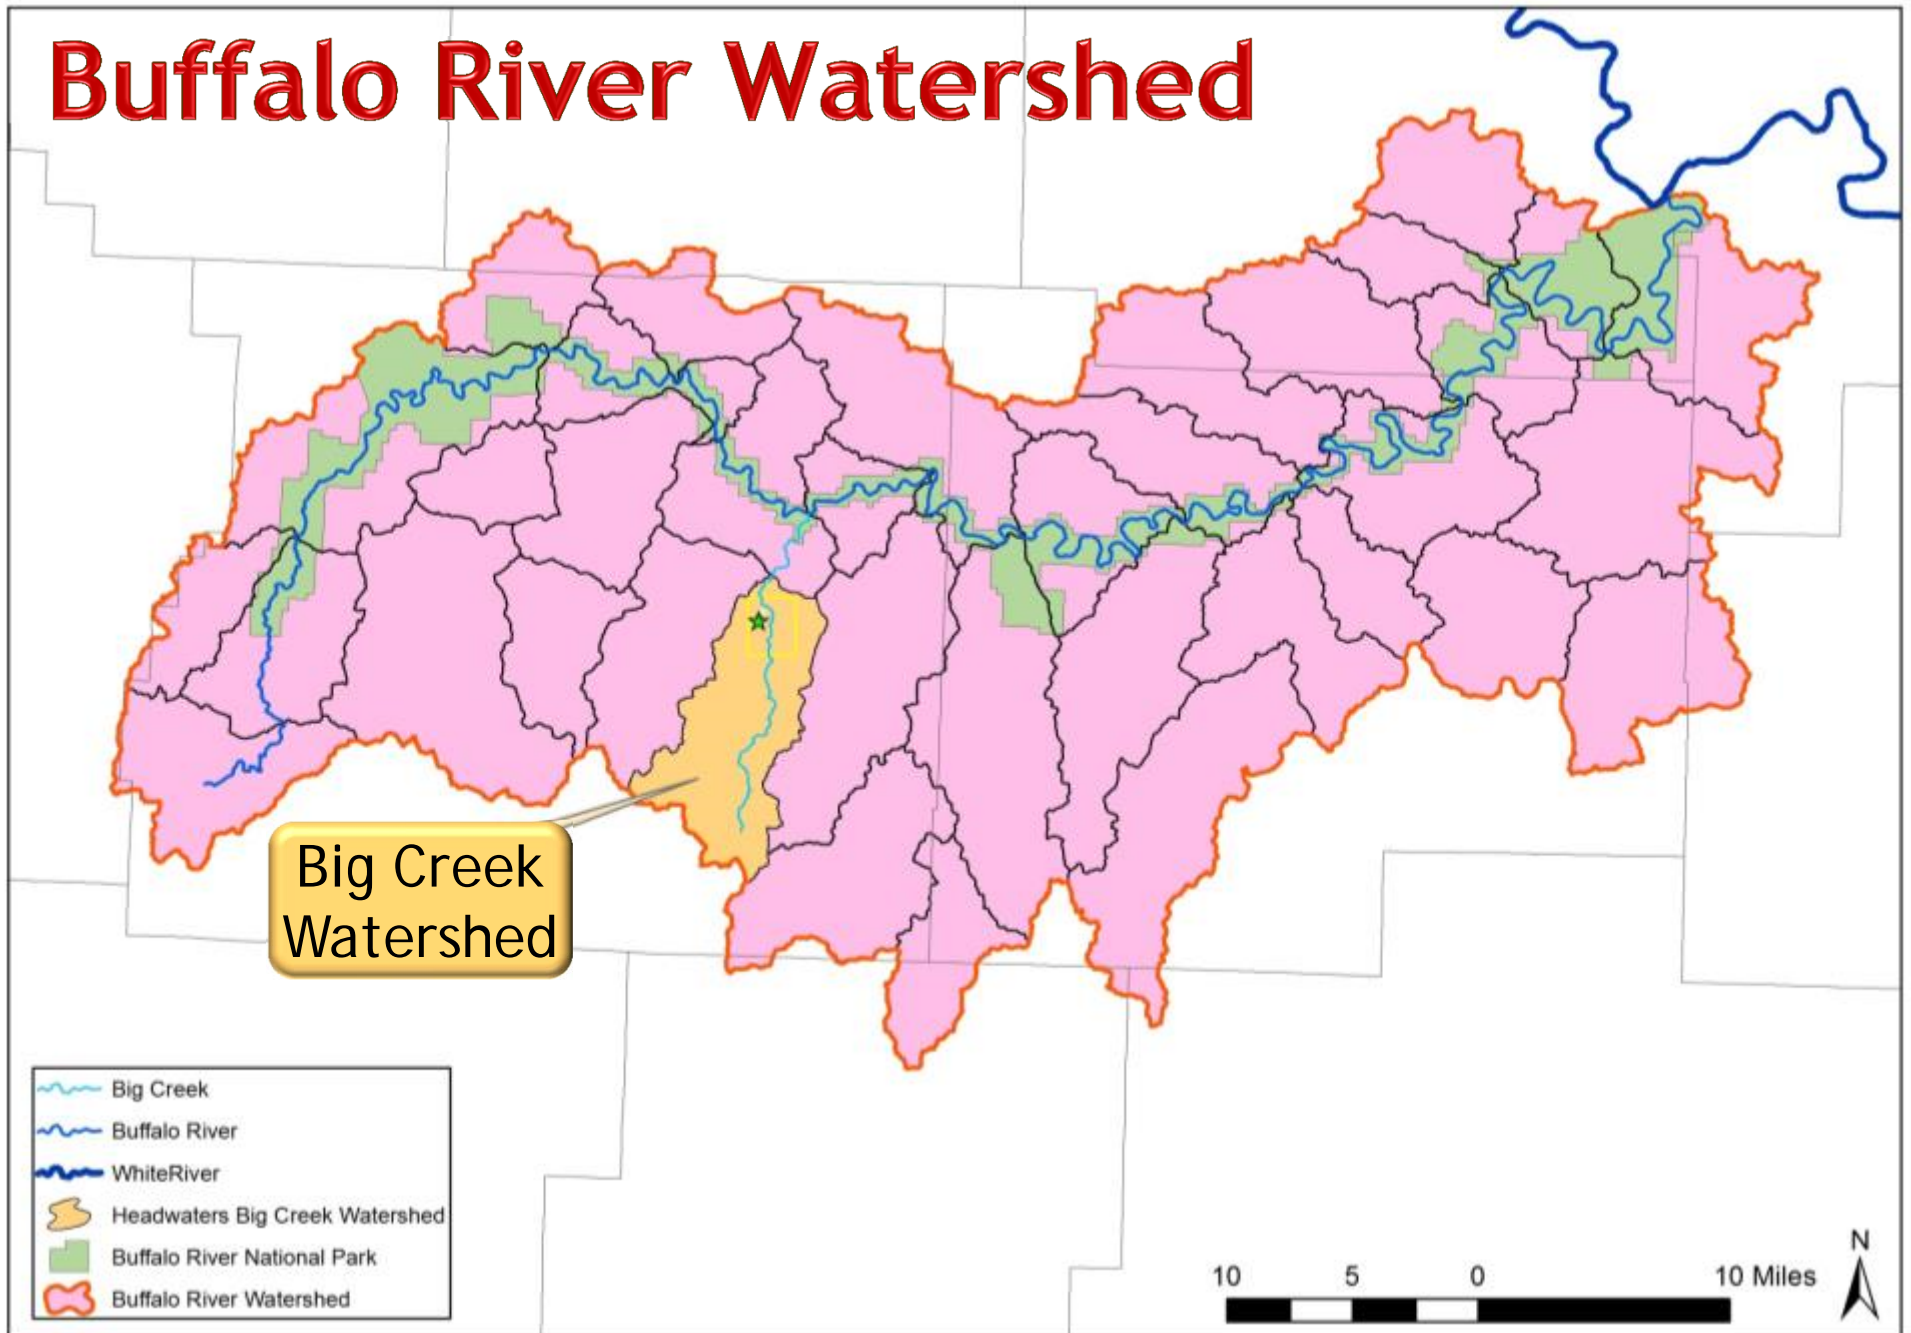 Buffalo River Watershed
Big Creek
Watershed
Big Creek
Buffalo River
WhiteRiver
Headwaters Big Creek Watershed
Buffalo River National Park
Buffalo River Watershed
10 5 0 10 Miles
N